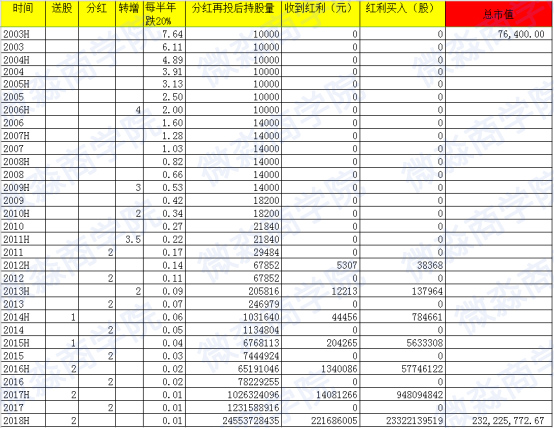 时间 送股 分红 转增 每半年跌20% 分红再投后持股量 收到红利（元） 红利买入（股） 总市值
2003H 7.64 10000 0 0 76,400.00
2003 6.11 10000 0 0
2004H 4.89 10000 0 0
2004 3.91 10000 0 0
2005H 3.13 10000 0 0
2005 2.50 10000 0 0
2006H 4 2.00 10000 0 0
2006 1.60 14000 0 0
2007H 1.28 14000 0 0
2007 1.03 14000 0 0
2008H 0.82 14000 0 0
2008 0.66 14000 0 0
2009H 3 0.53 14000 0 0
2009 0.42 18200 0 0
2010H 2 0.34 18200 0 0
2010 0.27 21840 0 0
2011H 3.5 0.22 21840 0 0
2011 2 0.17 29484 0 0
2012H 0.14 67852 5307 38368
2012 2 0.11 67852 0 0
2013H 2 0.09 205816 12213 137964
2013 2 0.07 246979 0 0
2014H 1 0.06 1031640 44456 784661
2014 2 0.05 1134804 0 0
2015H 1 0.04 6768113 204265 5633308
2015 2 0.03 7444924 0 0
2016H 2 0.02 65191046 1340086 57746122
2016 2 0.02 78229255 0 0
2017H 2 0.01 1026324096 14081266 948094842
2017 2 0.01 1231588916 0 0
2018H 2 0.01 24553728435 221686005 23322139519 232,225,772.67
微淼商学院